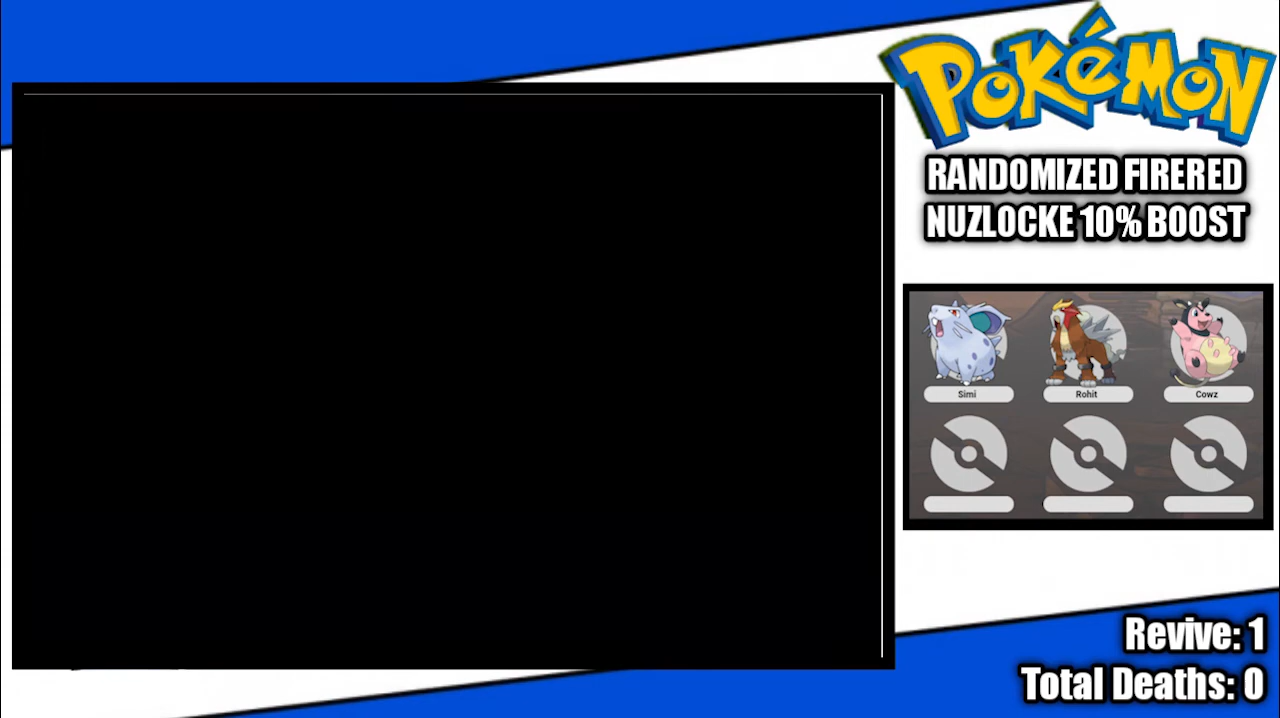 POKéMON
RANDOMIZED FIRERED
NUZLOCKE 10% BOOST
Simi
Rohit
Cowz
Revive: 1
Total Deaths: 0